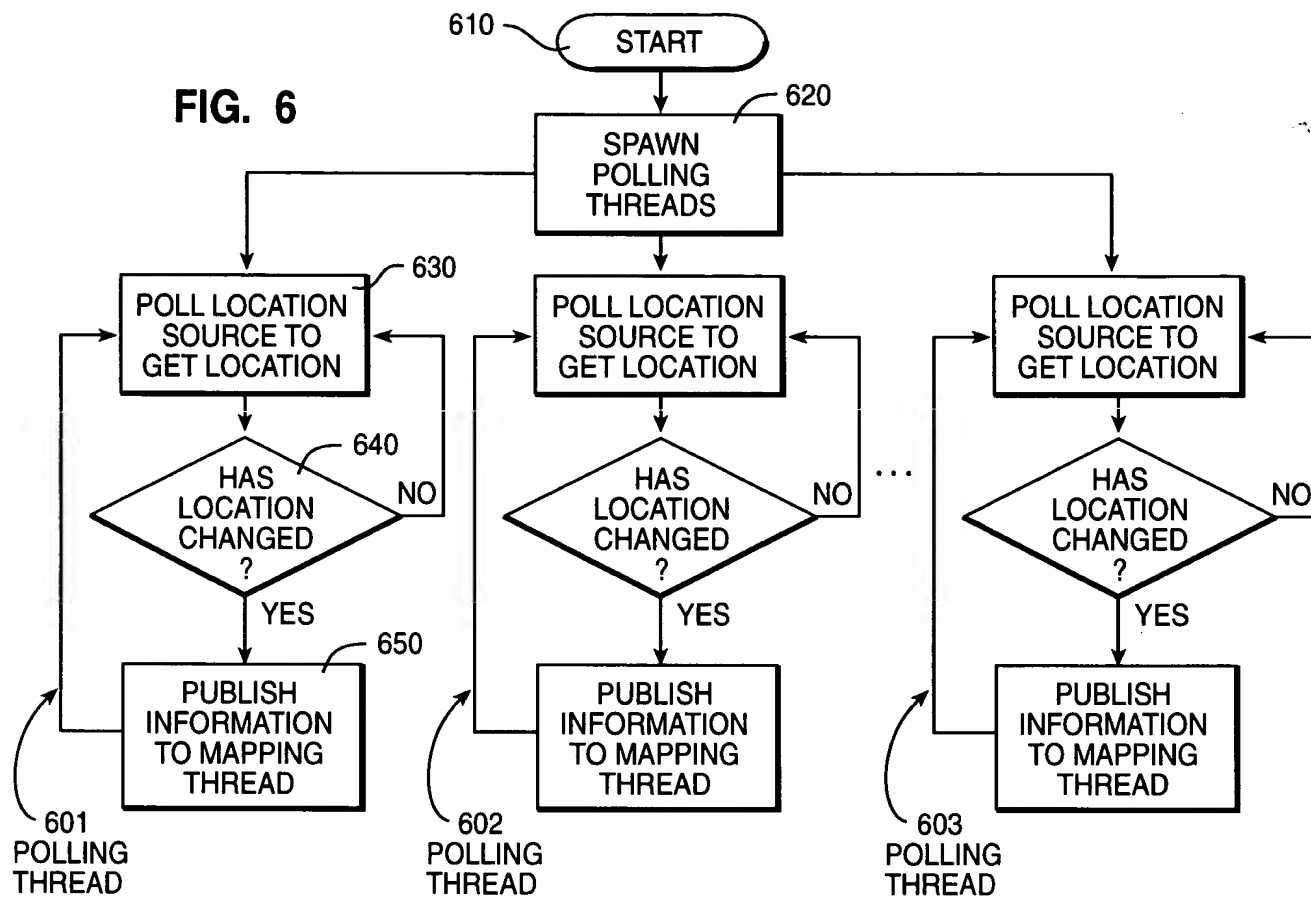 610
START
FIG. 6
620
SPAWN
POLLING
THREADS
630
POLL LOCATION
SOURCE TO
GET LOCATION
POLL LOCATION
SOURCE TO
GET LOCATION
POLL LOCATION
SOURCE TO
GET LOCATION
640
HAS
LOCATION
CHANGED
?
NO
YES
HAS
LOCATION
CHANGED
?
NO
YES
...
HAS
LOCATION
CHANGED
?
NO
YES
650
PUBLISH
INFORMATION
TO MAPPING
THREAD
PUBLISH
INFORMATION
TO MAPPING
THREAD
PUBLISH
INFORMATION
TO MAPPING
THREAD
601
POLLING
THREAD
602
POLLING
THREAD
603
POLLING
THREAD